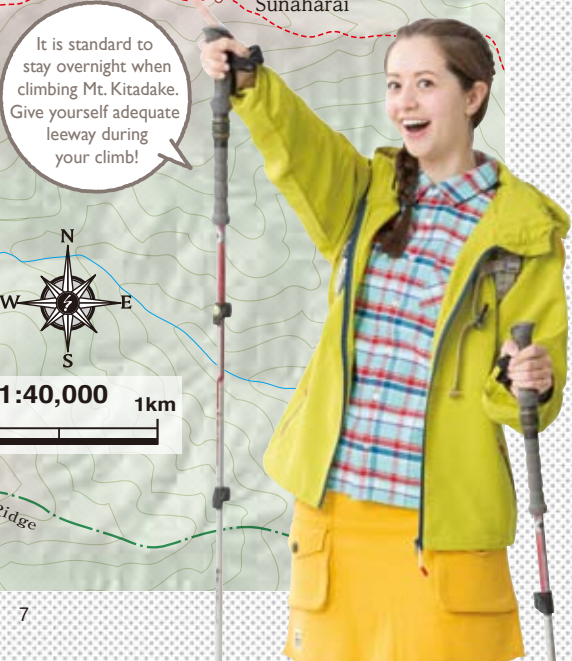 Sunaharai
It is standard to
stay overnight when
climbing Mt. Kitadake.
Give yourself adequate
leeway during
your climb!
N
W
E
S
1:40,000
1km
7